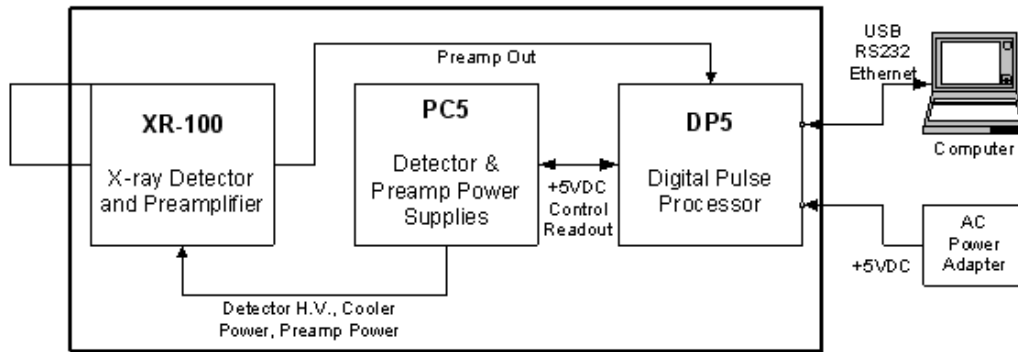 Preamp Out
USB
RS232
Ethernet
XR-100
X-ray Detector
and Preamplifier
PC5
Detector &
Preamp Power
Supplies
+5VDC
Control
Readout
DP5
Digital Pulse
Processor
Computer
+5VDC
AC
Power
Adapter
Detector H.V., Cooler
Power, Preamp Power